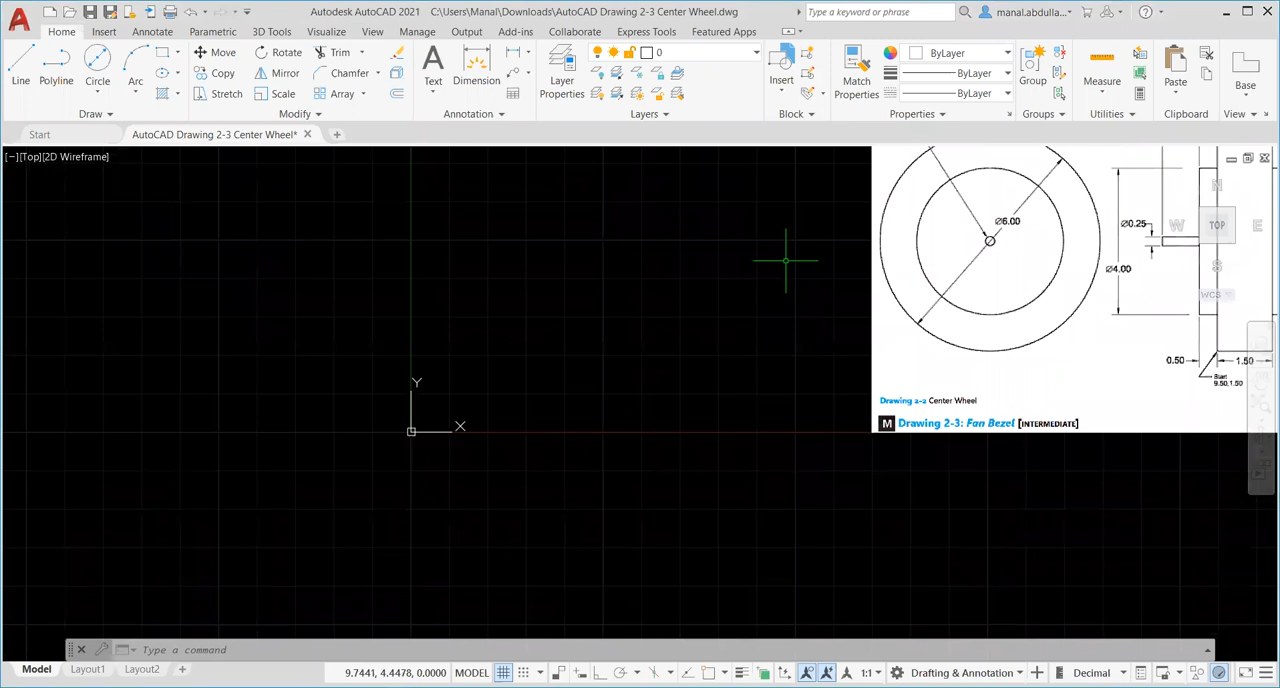 Autodesk AutoCAD 2021 C:\Users\Manal\Downloads\AutoCAD Drawing 2-3 Center Wheel.dwg
Type a keyword or phrase
manal.abdulla...
Home Insert Annotate Parametric 3D Tools Visualize View Manage Output Add-ins Collaborate Express Tools Featured Apps
Line
Polyline
Circle
Arc
Move
Copy
Stretch
Rotate
Mirror
Scale
Trim
Chamfer
Array
Text
Dimension
Layer
Properties
0
Insert
Match
Properties
ByLayer
ByLayer
ByLayer
Group
Measure
Paste
Base
Draw
Modify
Annotation
Layers
Block
Properties
Groups
Utilities
Clipboard
View
Start
AutoCAD Drawing 2-3 Center Wheel*
[−][Top][2D Wireframe]
Ø6.00
Ø0.25
Ø4.00
N
W
TOP
E
S
WCS
0.50
1.50
Start
9.50,1.50
Drawing a-a Center Wheel
M Drawing 2-3: Fan Bezel [INTERMEDIATE]
Y
X
Type a command
Model Layout1 Layout2
9.7441, 4.4478, 0.0000 MODEL
1:1
Drafting & Annotation
Decimal